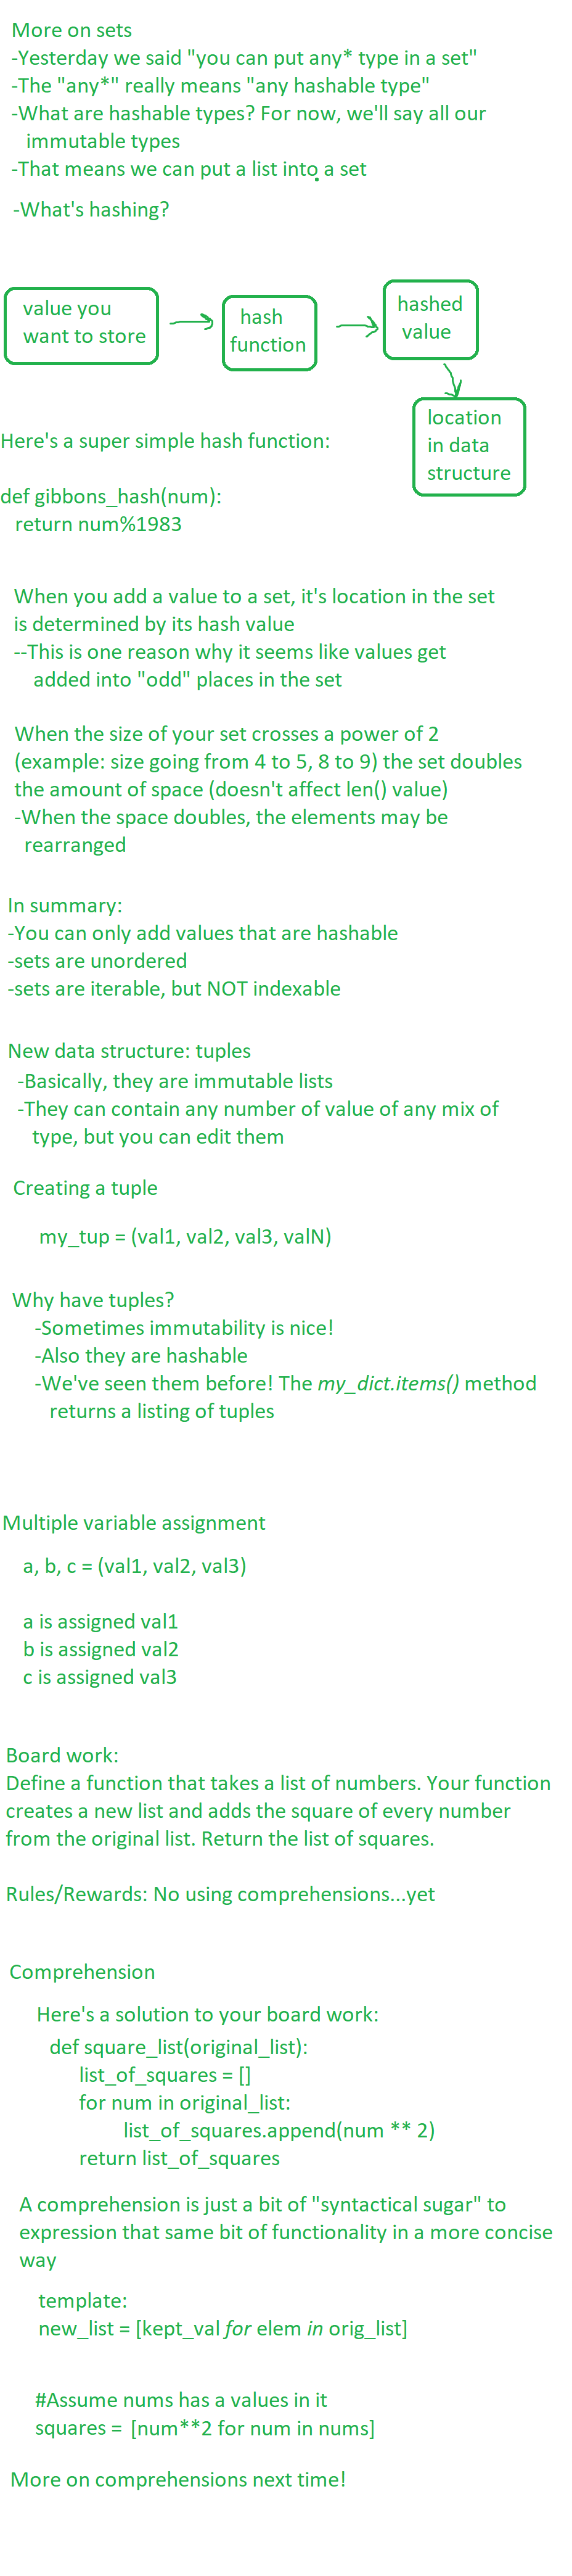 More on sets
-Yesterday we said "you can put any* type in a set"
-The "any*" really means "any hashable type"
-What are hashable types? For now, we'll say all our
immutable types
-That means we can put a list into a set
-What's hashing?
value you
want to store
hash
function
hashed
value
location
in data
structure
Here's a super simple hash function:
def gibbons_hash(num):
return num%1983
When you add a value to a set, it's location in the set
is determined by its hash value
--This is one reason why it seems like values get
added into "odd" places in the set
When the size of your set crosses a power of 2
(example: size going from 4 to 5, 8 to 9) the set doubles
the amount of space (doesn't affect len() value)
-When the space doubles, the elements may be
rearranged
In summary:
-You can only add values that are hashable
-sets are unordered
-sets are iterable, but NOT indexable
New data structure: tuples
-Basically, they are immutable lists
-They can contain any number of value of any mix of
type, but you can edit them
Creating a tuple
my_tup = (val1, val2, val3, valN)
Why have tuples?
-Sometimes immutability is nice!
-Also they are hashable
-We've seen them before! The my_dict.items() method
returns a listing of tuples
Multiple variable assignment
a, b, c = (val1, val2, val3)
a is assigned val1
b is assigned val2
c is assigned val3
Board work:
Define a function that takes a list of numbers. Your function
creates a new list and adds the square of every number
from the original list. Return the list of squares.
Rules/Rewards: No using comprehensions...yet
Comprehension
Here's a solution to your board work:
def square_list(original_list):
list_of_squares = []
for num in original_list:
list_of_squares.append(num ** 2)
return list_of_squares
A comprehension is just a bit of "syntactical sugar" to
expression that same bit of functionality in a more concise
way
template:
new_list = [kept_val for elem in orig_list]
#Assume nums has a values in it
squares = [num**2 for num in nums]
More on comprehensions next time!